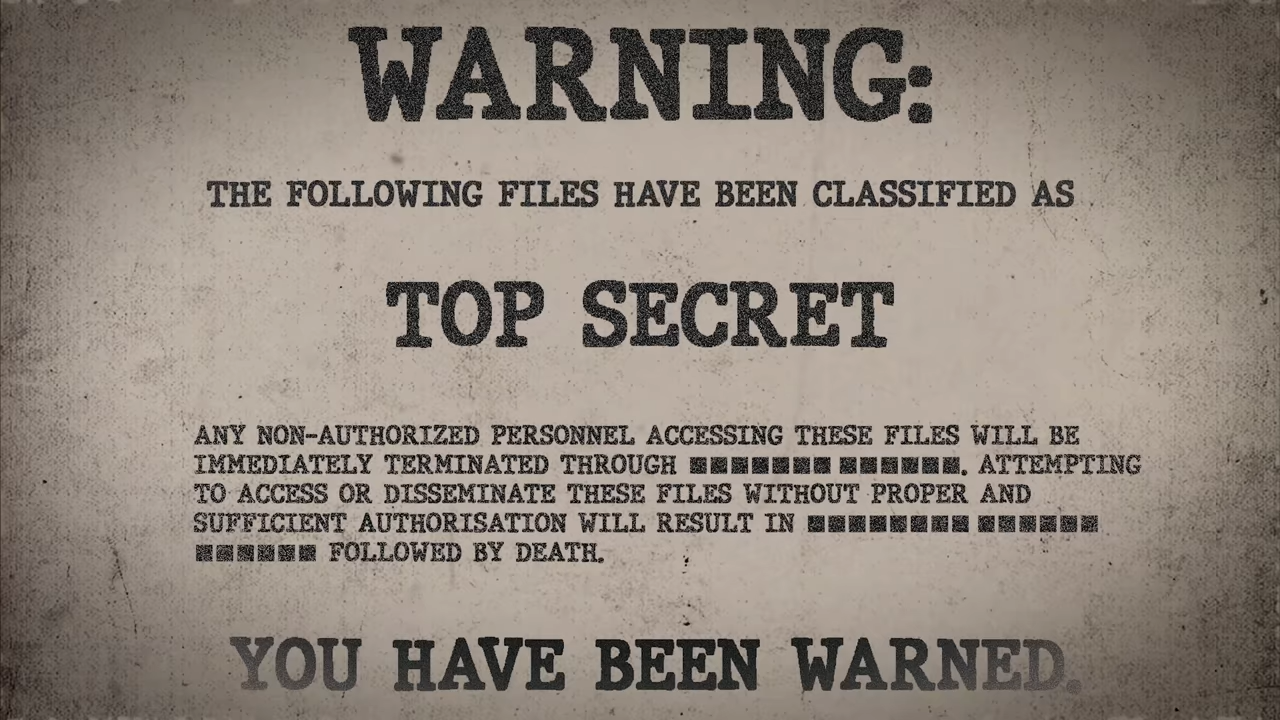 WARNING:
THE FOLLOWING FILES HAVE BEEN CLASSIFIED AS
TOP SECRET
ANY NON-AUTHORIZED PERSONNEL ACCESSING THESE FILES WILL BE
IMMEDIATELY TERMINATED THROUGH ■■■■■■■ ■■■■■■. ATTEMPTING
TO ACCESS OR DISSEMINATE THESE FILES WITHOUT PROPER AND
SUFFICIENT AUTHORISATION WILL RESULT IN ■■■■■■■■ ■■■■■■
■■■■■■ FOLLOWED BY DEATH.
YOU HAVE BEEN WARNED.